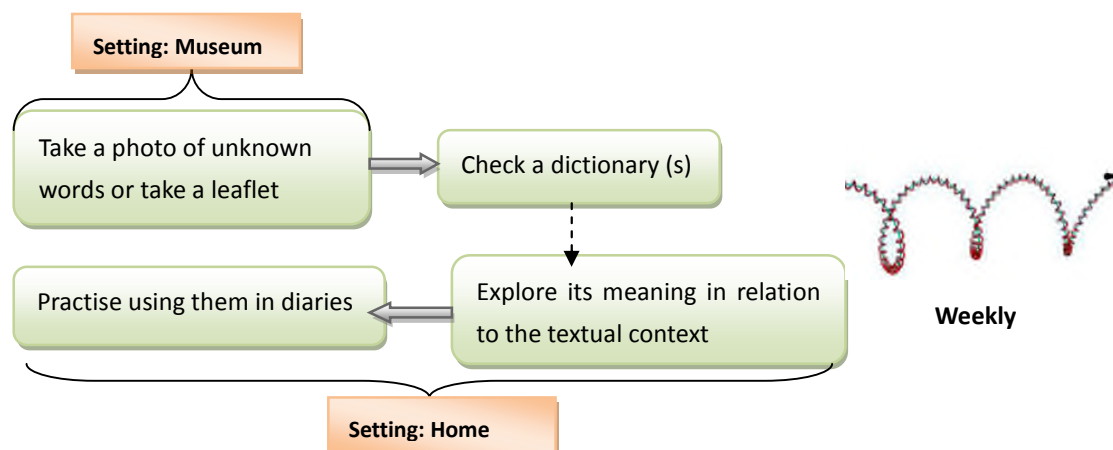 Setting: Museum
Take a photo of unknown
words or take a leaflet
Check a dictionary (s)
Explore its meaning in relation
to the textual context
Practise using them in diaries
Weekly
Setting: Home